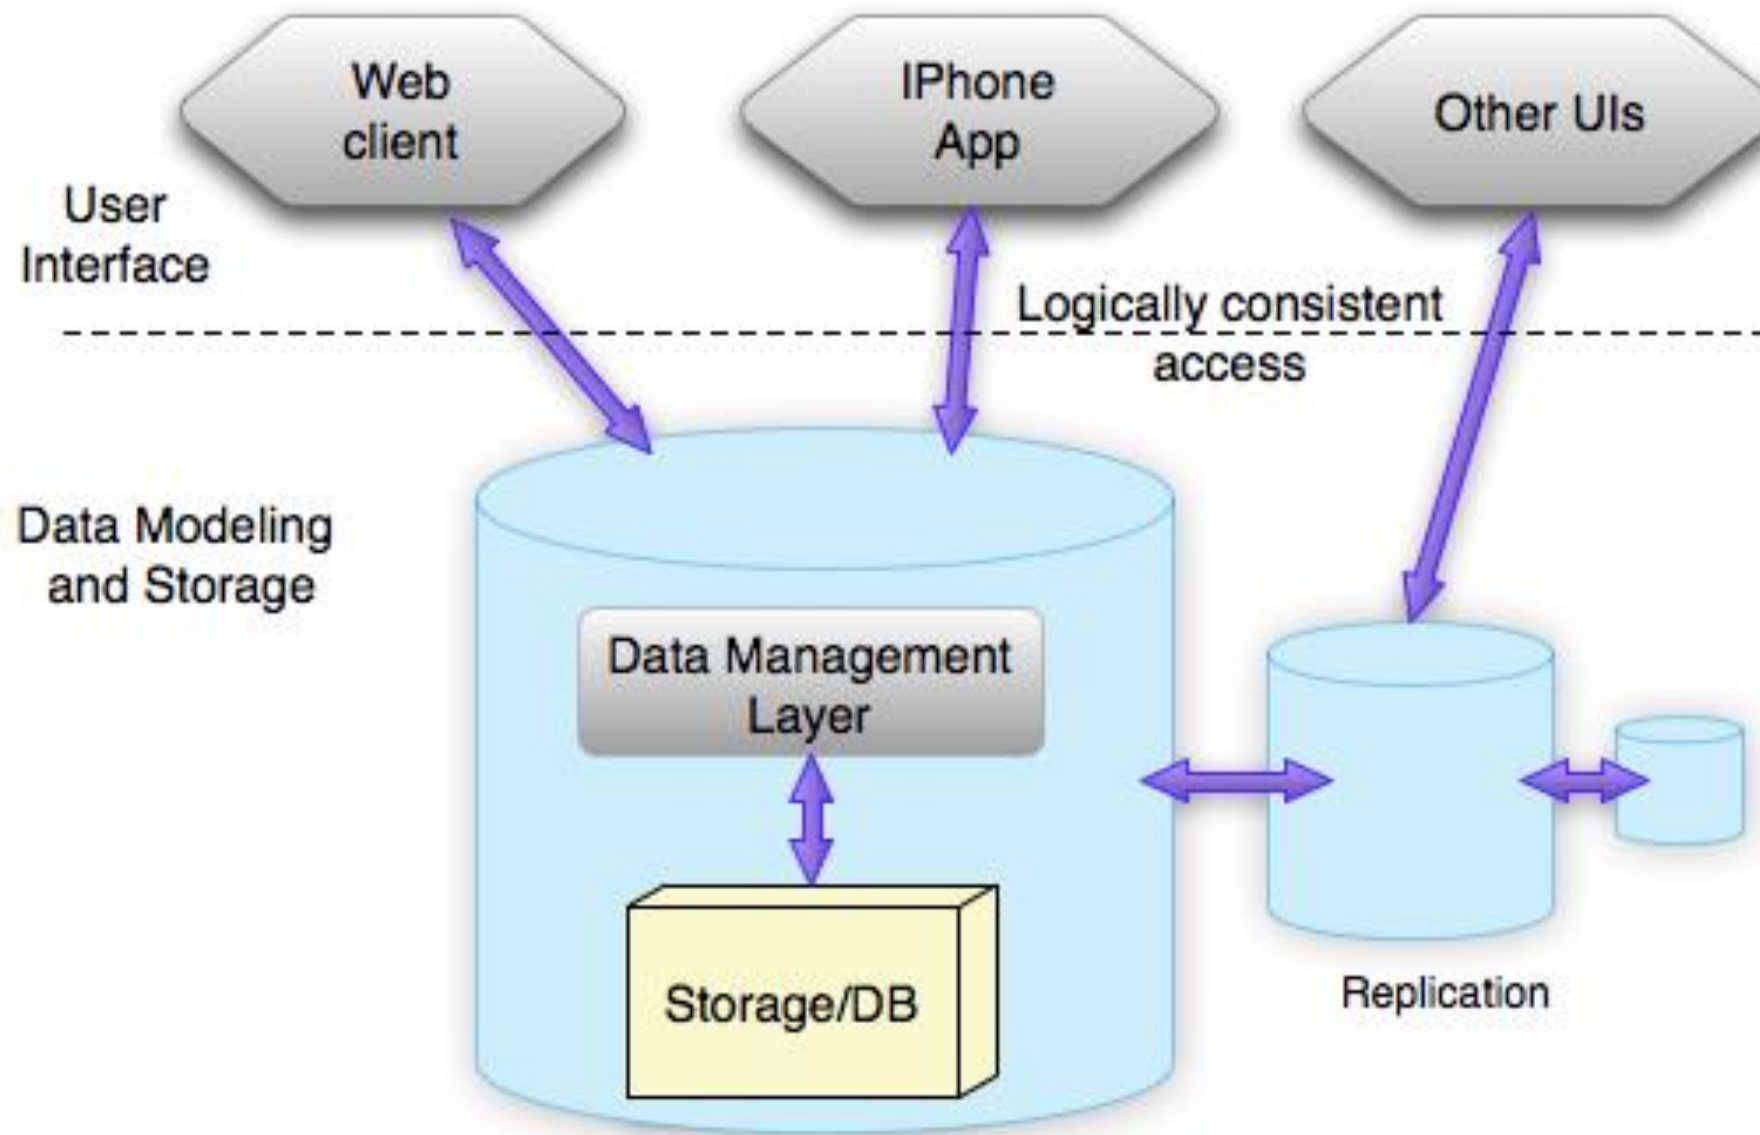 Web
client
IPhone
App
Other UIs
User
Interface
Logically consistent
access
Data Modeling
and Storage
Data Management
Layer
Storage/DB
Replication